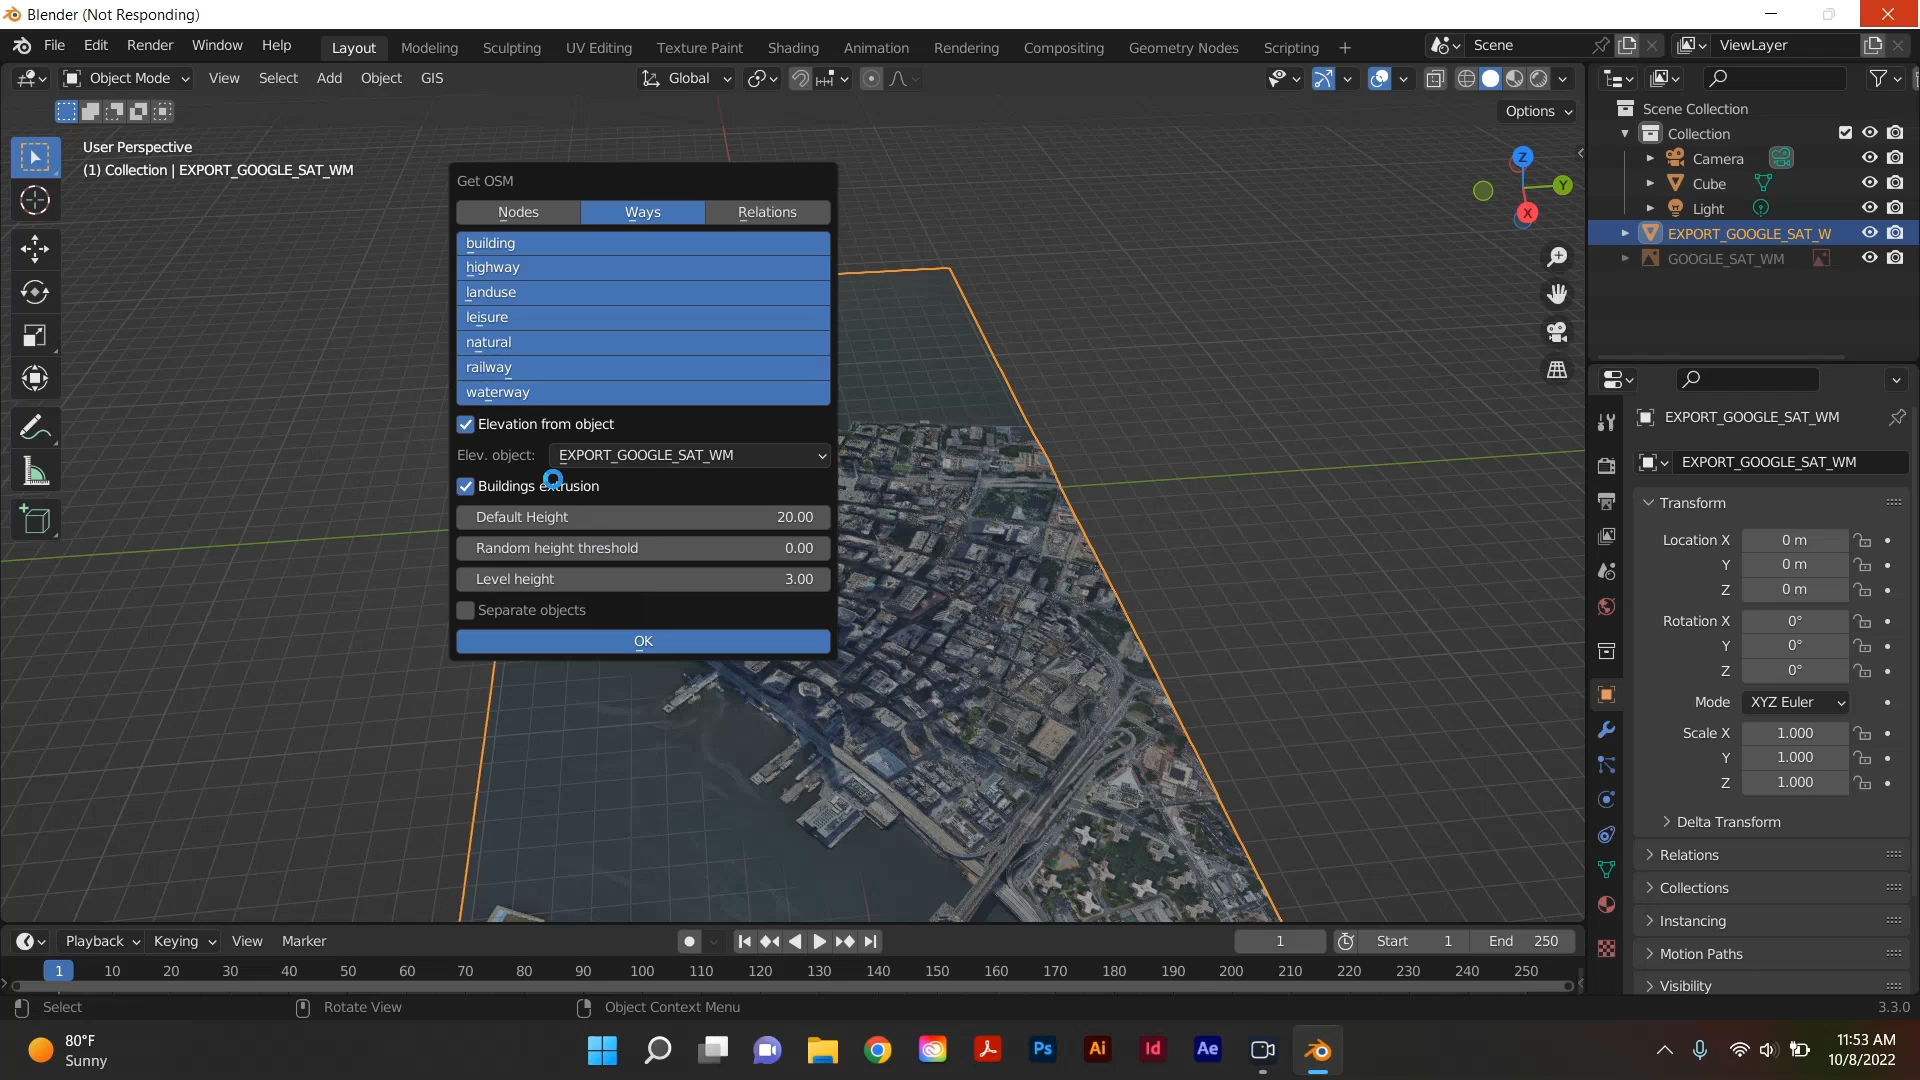 Blender (Not Responding)
File Edit Render Window Help
Layout Modeling Sculpting UV Editing Texture Paint Shading Animation Rendering Compositing Geometry Nodes Scripting +
Scene
ViewLayer
Object Mode View Select Add Object GIS
Global
Options
User Perspective
(1) Collection | EXPORT_GOOGLE_SAT_WM
Z
Y
X
Get OSM
Nodes Ways Relations
building
highway
landuse
leisure
natural
railway
waterway
Elevation from object
Elev. object: EXPORT_GOOGLE_SAT_WM
Buildings extrusion
Default Height 20.00
Random height threshold 0.00
Level height 3.00
Separate objects
OK
Scene Collection
Collection
Camera
Cube
Light
EXPORT_GOOGLE_SAT_W
GOOGLE_SAT_WM
EXPORT_GOOGLE_SAT_WM
EXPORT_GOOGLE_SAT_WM
Transform
Location X 0 m
Y 0 m
Z 0 m
Rotation X 0°
Y 0°
Z 0°
Mode XYZ Euler
Scale X 1.000
Y 1.000
Z 1.000
Delta Transform
Relations
Collections
Instancing
Motion Paths
Visibility
Playback Keying View Marker
1
Start 1
End 250
1 10 20 30 40 50 60 70 80 90 100 110 120 130 140 150 160 170 180 190 200 210 220 230 240 250
Select Rotate View Object Context Menu
3.3.0
80°F
Sunny
Ps Ai Id Ae
11:53 AM
10/8/2022